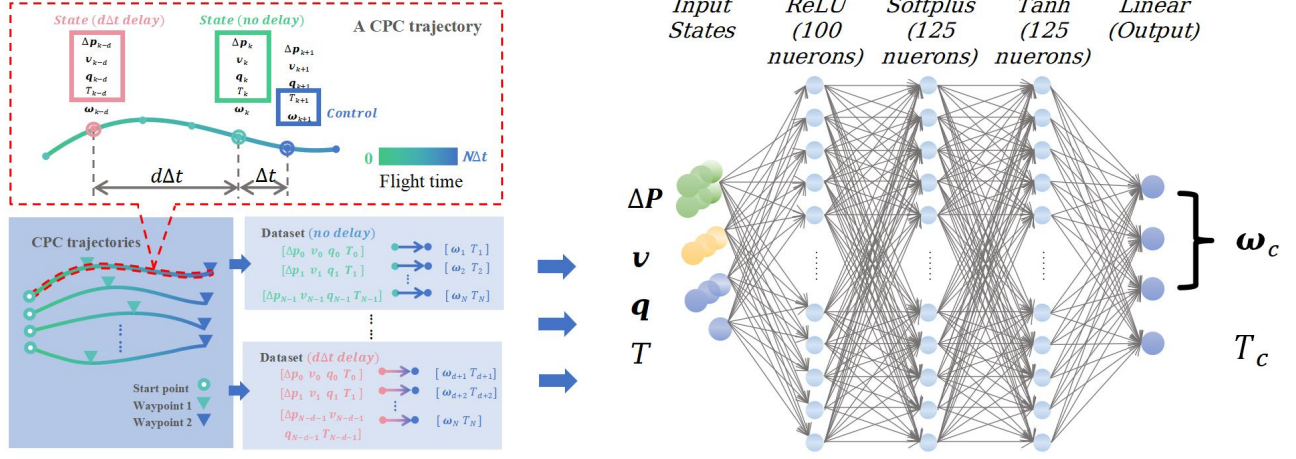 State (dΔt delay)
State (no delay)
A CPC trajectory
Δp_{k-d}
v_{k-d}
q_{k-d}
T_{k-d}
ω_{k-d}
Δp_k
v_k
q_k
T_k
ω_k
Δp_{k+1}
v_{k+1}
q_{k+1}
T_{k+1}
ω_{k+1}
Control
0
NΔt
Flight time
dΔt
Δt
CPC trajectories
Start point
Waypoint 1
Waypoint 2
Dataset (no delay)
[Δp_0 v_0 q_0 T_0] [ω_1 T_1]
[Δp_1 v_1 q_1 T_1] [ω_2 T_2]
[Δp_{N-1} v_{N-1} q_{N-1} T_{N-1}] [ω_N T_N]
Dataset (dΔt delay)
[Δp_0 v_0 q_0 T_0] [ω_{d+1} T_{d+1}]
[Δp_1 v_1 q_1 T_1] [ω_{d+2} T_{d+2}]
[Δp_{N-d-1} v_{N-d-1}
q_{N-d-1} T_{N-d-1}] [ω_N T_N]
Input
States
ReLU
(100
nuerons)
Softplus
(125
nuerons)
Tanh
(125
nuerons)
Linear
(Output)
ΔP
v
q
T
ω_c
T_c